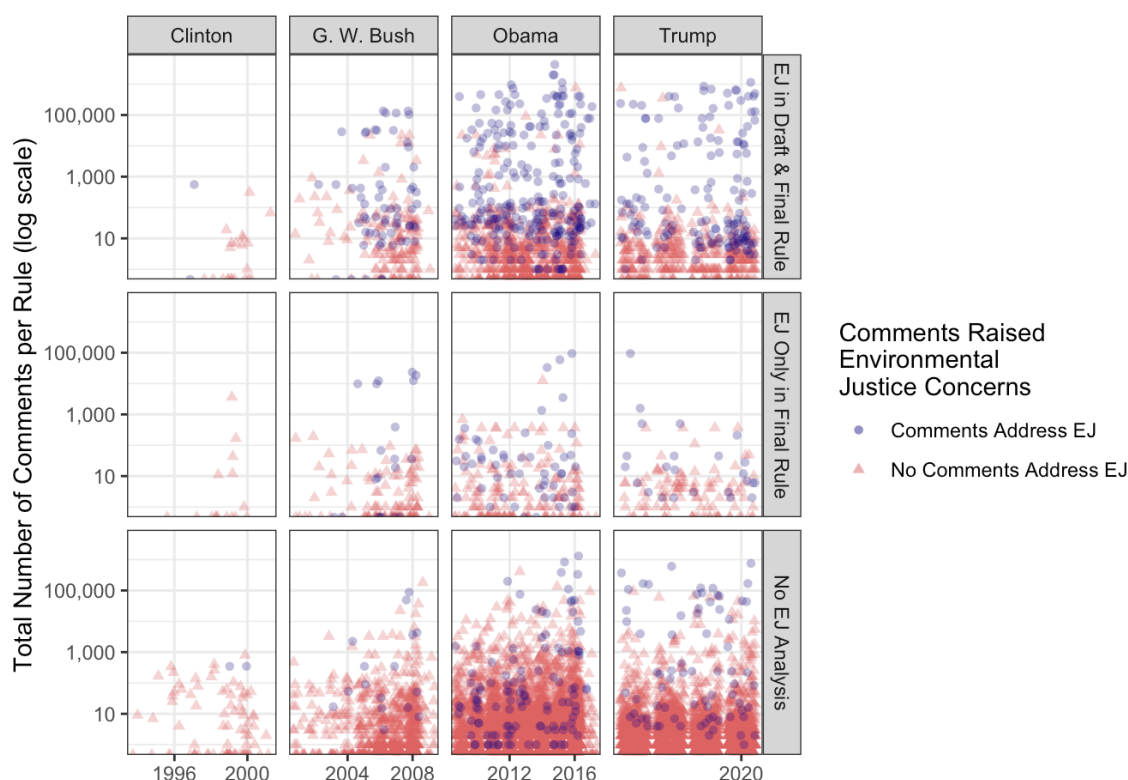 Clinton
G. W. Bush
Obama
Trump
Total Number of Comments per Rule (log scale)
100,000
1,000
10
EJ in Draft & Final Rule
100,000
1,000
10
EJ Only in Final Rule
100,000
1,000
10
No EJ Analysis
1996
2000
2004
2008
2012
2016
2020
Comments Raised
Environmental
Justice Concerns
Comments Address EJ
No Comments Address EJ